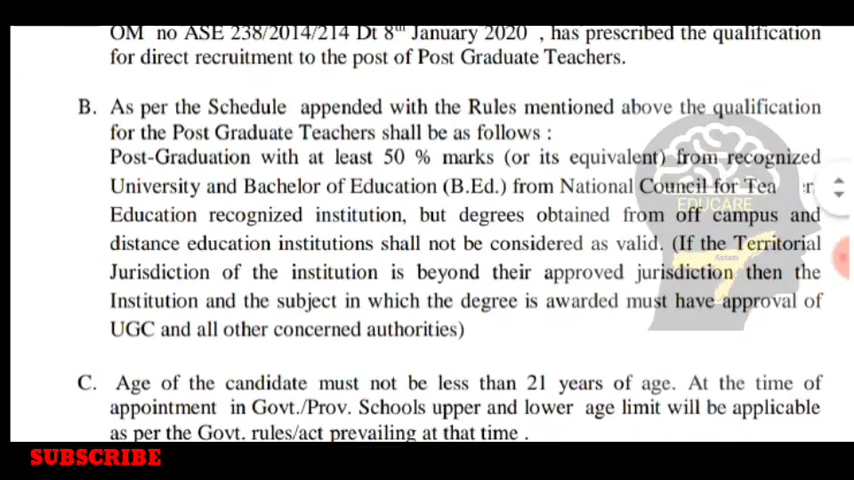 OM no ASE 238/2014/214 Dt 8th January 2020 , has prescribed the qualification
for direct recruitment to the post of Post Graduate Teachers.
B. As per the Schedule appended with the Rules mentioned above the qualification
for the Post Graduate Teachers shall be as follows :
Post-Graduation with at least 50 % marks (or its equivalent) from recognized
University and Bachelor of Education (B.Ed.) from National Council for Tea r
EDUCARE
Education recognized institution, but degrees obtained from off campus and
distance education institutions shall not be considered as valid. (If the Territorial
Jurisdiction of the institution is beyond their approved jurisdiction then the
Institution and the subject in which the degree is awarded must have approval of
UGC and all other concerned authorities)
C. Age of the candidate must not be less than 21 years of age. At the time of
appointment in Govt./Prov. Schools upper and lower age limit will be applicable
as per the Govt. rules/act prevailing at that time .
SUBSCRIBE